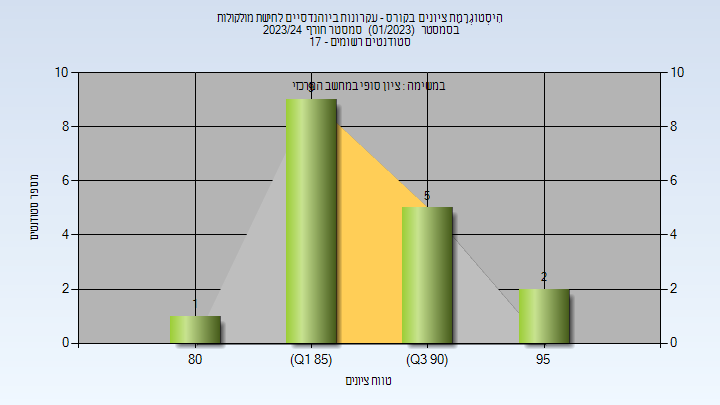 היסטוגרמת ציונים בקורס - עקרונות ביוהנדסיים לחישת מולקולות
בסמסטר (01/2023) סמסטר חורף 2023/24
סטודנטים רשומים - 17
במשימה : ציון סופי במחשב המרכזי
10 10
8 8
6 6
4 4
2 2
0 0
1 9 5 2
80 (Q1 85) (Q3 90) 95
מספר סטודנטים
טווח ציונים